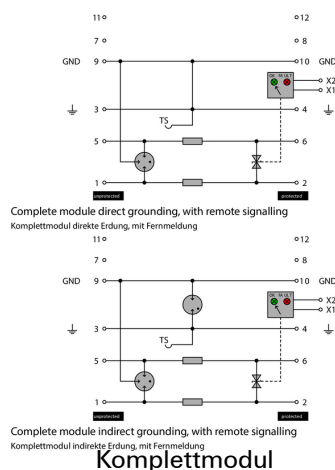 11 12
7 8
GND 9 10 GND
OK FAULT
X2
X1
3 4
TS
5 6
1 2
unprotected protected
Complete module direct grounding, with remote signalling
Komplettmodul direkte Erdung, mit Fernmeldung
11 12
7 8
GND 9 10 GND
OK FAULT
X2
X1
3 4
TS
5 6
1 2
unprotected protected
Complete module indirect grounding, with remote signalling
Komplettmodul indirekte Erdung, mit Fernmeldung
Komplettmodul